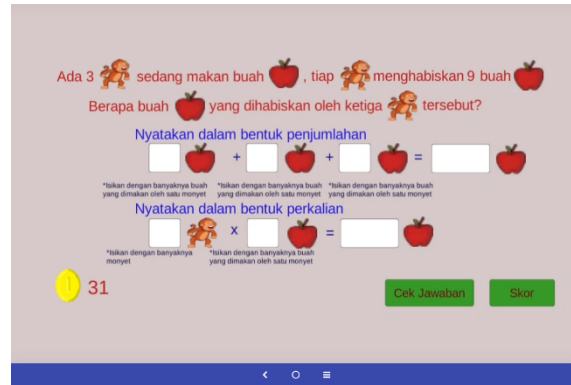 Ada 3 sedang makan buah , tiap menghabiskan 9 buah
Berapa buah yang dihabiskan oleh ketiga tersebut?
Nyatakan dalam bentuk penjumlahan
+ + =
*Isikan dengan banyaknya buah *Isikan dengan banyaknya buah *Isikan dengan banyaknya buah
yang dimakan oleh satu monyet yang dimakan oleh satu monyet yang dimakan oleh satu monyet
Nyatakan dalam bentuk perkalian
x =
*Isikan dengan banyaknya *Isikan dengan banyaknya buah
monyet yang dimakan oleh satu monyet
31
Cek Jawaban Skor